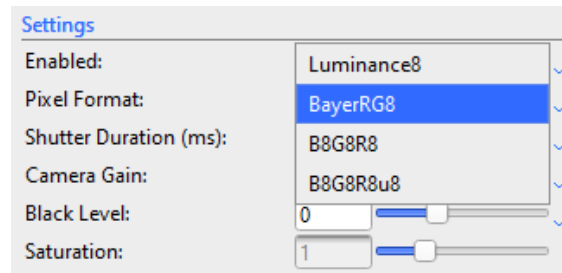 Settings
Enabled:
Luminance8
Pixel Format:
BayerRG8
Shutter Duration (ms):
B8G8R8
Camera Gain:
B8G8R8u8
Black Level:
0
Saturation:
1